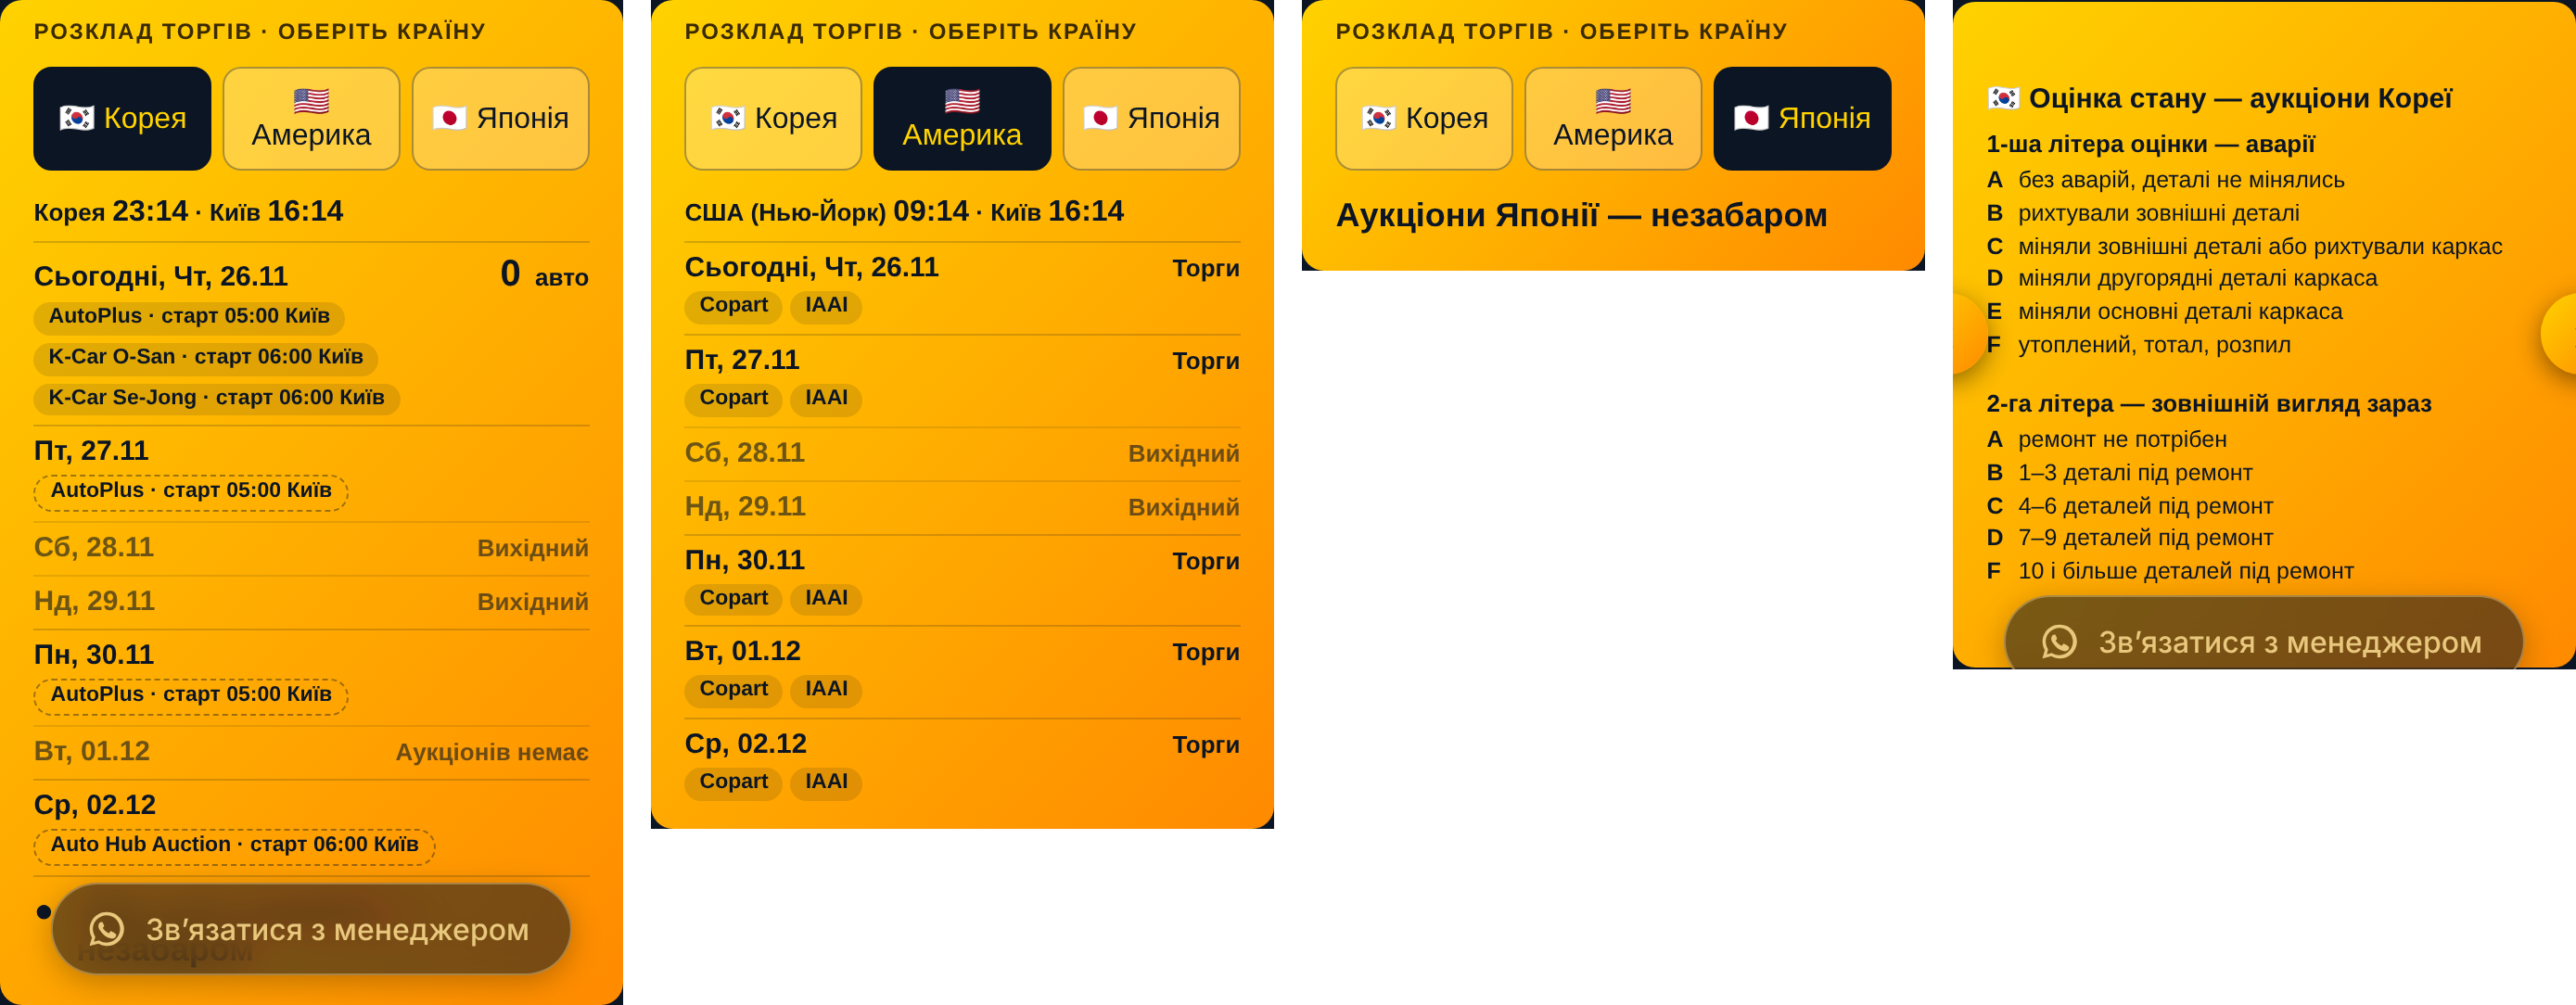 РОЗКЛАД ТОРГІВ · ОБЕРІТЬ КРАЇНУ
Корея
Америка
Японія
Корея 23:14 · Київ 16:14
Сьогодні, Чт, 26.11
0 авто
AutoPlus · старт 05:00 Київ
K-Car O-San · старт 06:00 Київ
K-Car Se-Jong · старт 06:00 Київ
Пт, 27.11
AutoPlus · старт 05:00 Київ
Сб, 28.11
Вихідний
Нд, 29.11
Вихідний
Пн, 30.11
AutoPlus · старт 05:00 Київ
Вт, 01.12
Аукціонів немає
Ср, 02.12
Auto Hub Auction · старт 06:00 Київ
Зв’язатися з менеджером
незабаром
РОЗКЛАД ТОРГІВ · ОБЕРІТЬ КРАЇНУ
Корея
Америка
Японія
США (Нью-Йорк) 09:14 · Київ 16:14
Сьогодні, Чт, 26.11
Торги
Copart
IAAI
Пт, 27.11
Торги
Copart
IAAI
Сб, 28.11
Вихідний
Нд, 29.11
Вихідний
Пн, 30.11
Торги
Copart
IAAI
Вт, 01.12
Торги
Copart
IAAI
Ср, 02.12
Торги
Copart
IAAI
РОЗКЛАД ТОРГІВ · ОБЕРІТЬ КРАЇНУ
Корея
Америка
Японія
Аукціони Японії — незабаром
Оцінка стану — аукціони Кореї
1-ша літера оцінки — аварії
A без аварій, деталі не мінялись
B рихтували зовнішні деталі
C міняли зовнішні деталі або рихтували каркас
D міняли другорядні деталі каркаса
E міняли основні деталі каркаса
F утоплений, тотал, розпил
2-га літера — зовнішній вигляд зараз
A ремонт не потрібен
B 1–3 деталі під ремонт
C 4–6 деталей під ремонт
D 7–9 деталей під ремонт
F 10 і більше деталей під ремонт
Зв’язатися з менеджером